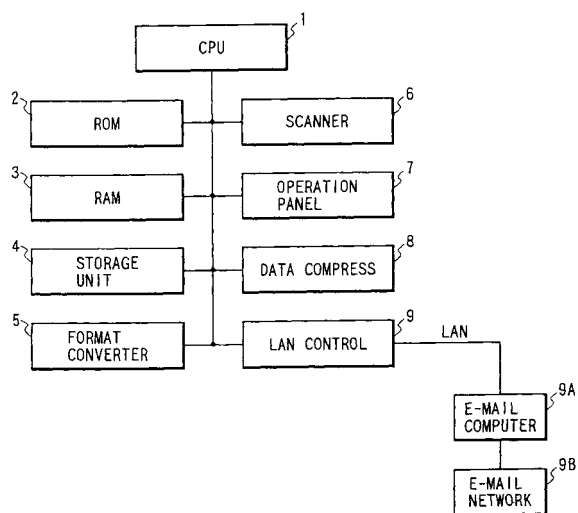 1
CPU
2
ROM
6
SCANNER
3
RAM
7
OPERATION
PANEL
4
STORAGE
UNIT
8
DATA COMPRESS
5
FORMAT
CONVERTER
9
LAN CONTROL
LAN
9A
E-MAIL
COMPUTER
9B
E-MAIL
NETWORK